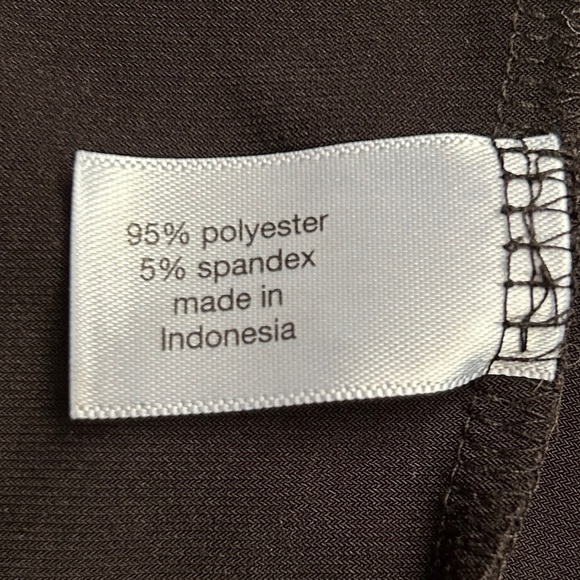 95% polyester
5% spandex
made in
Indonesia